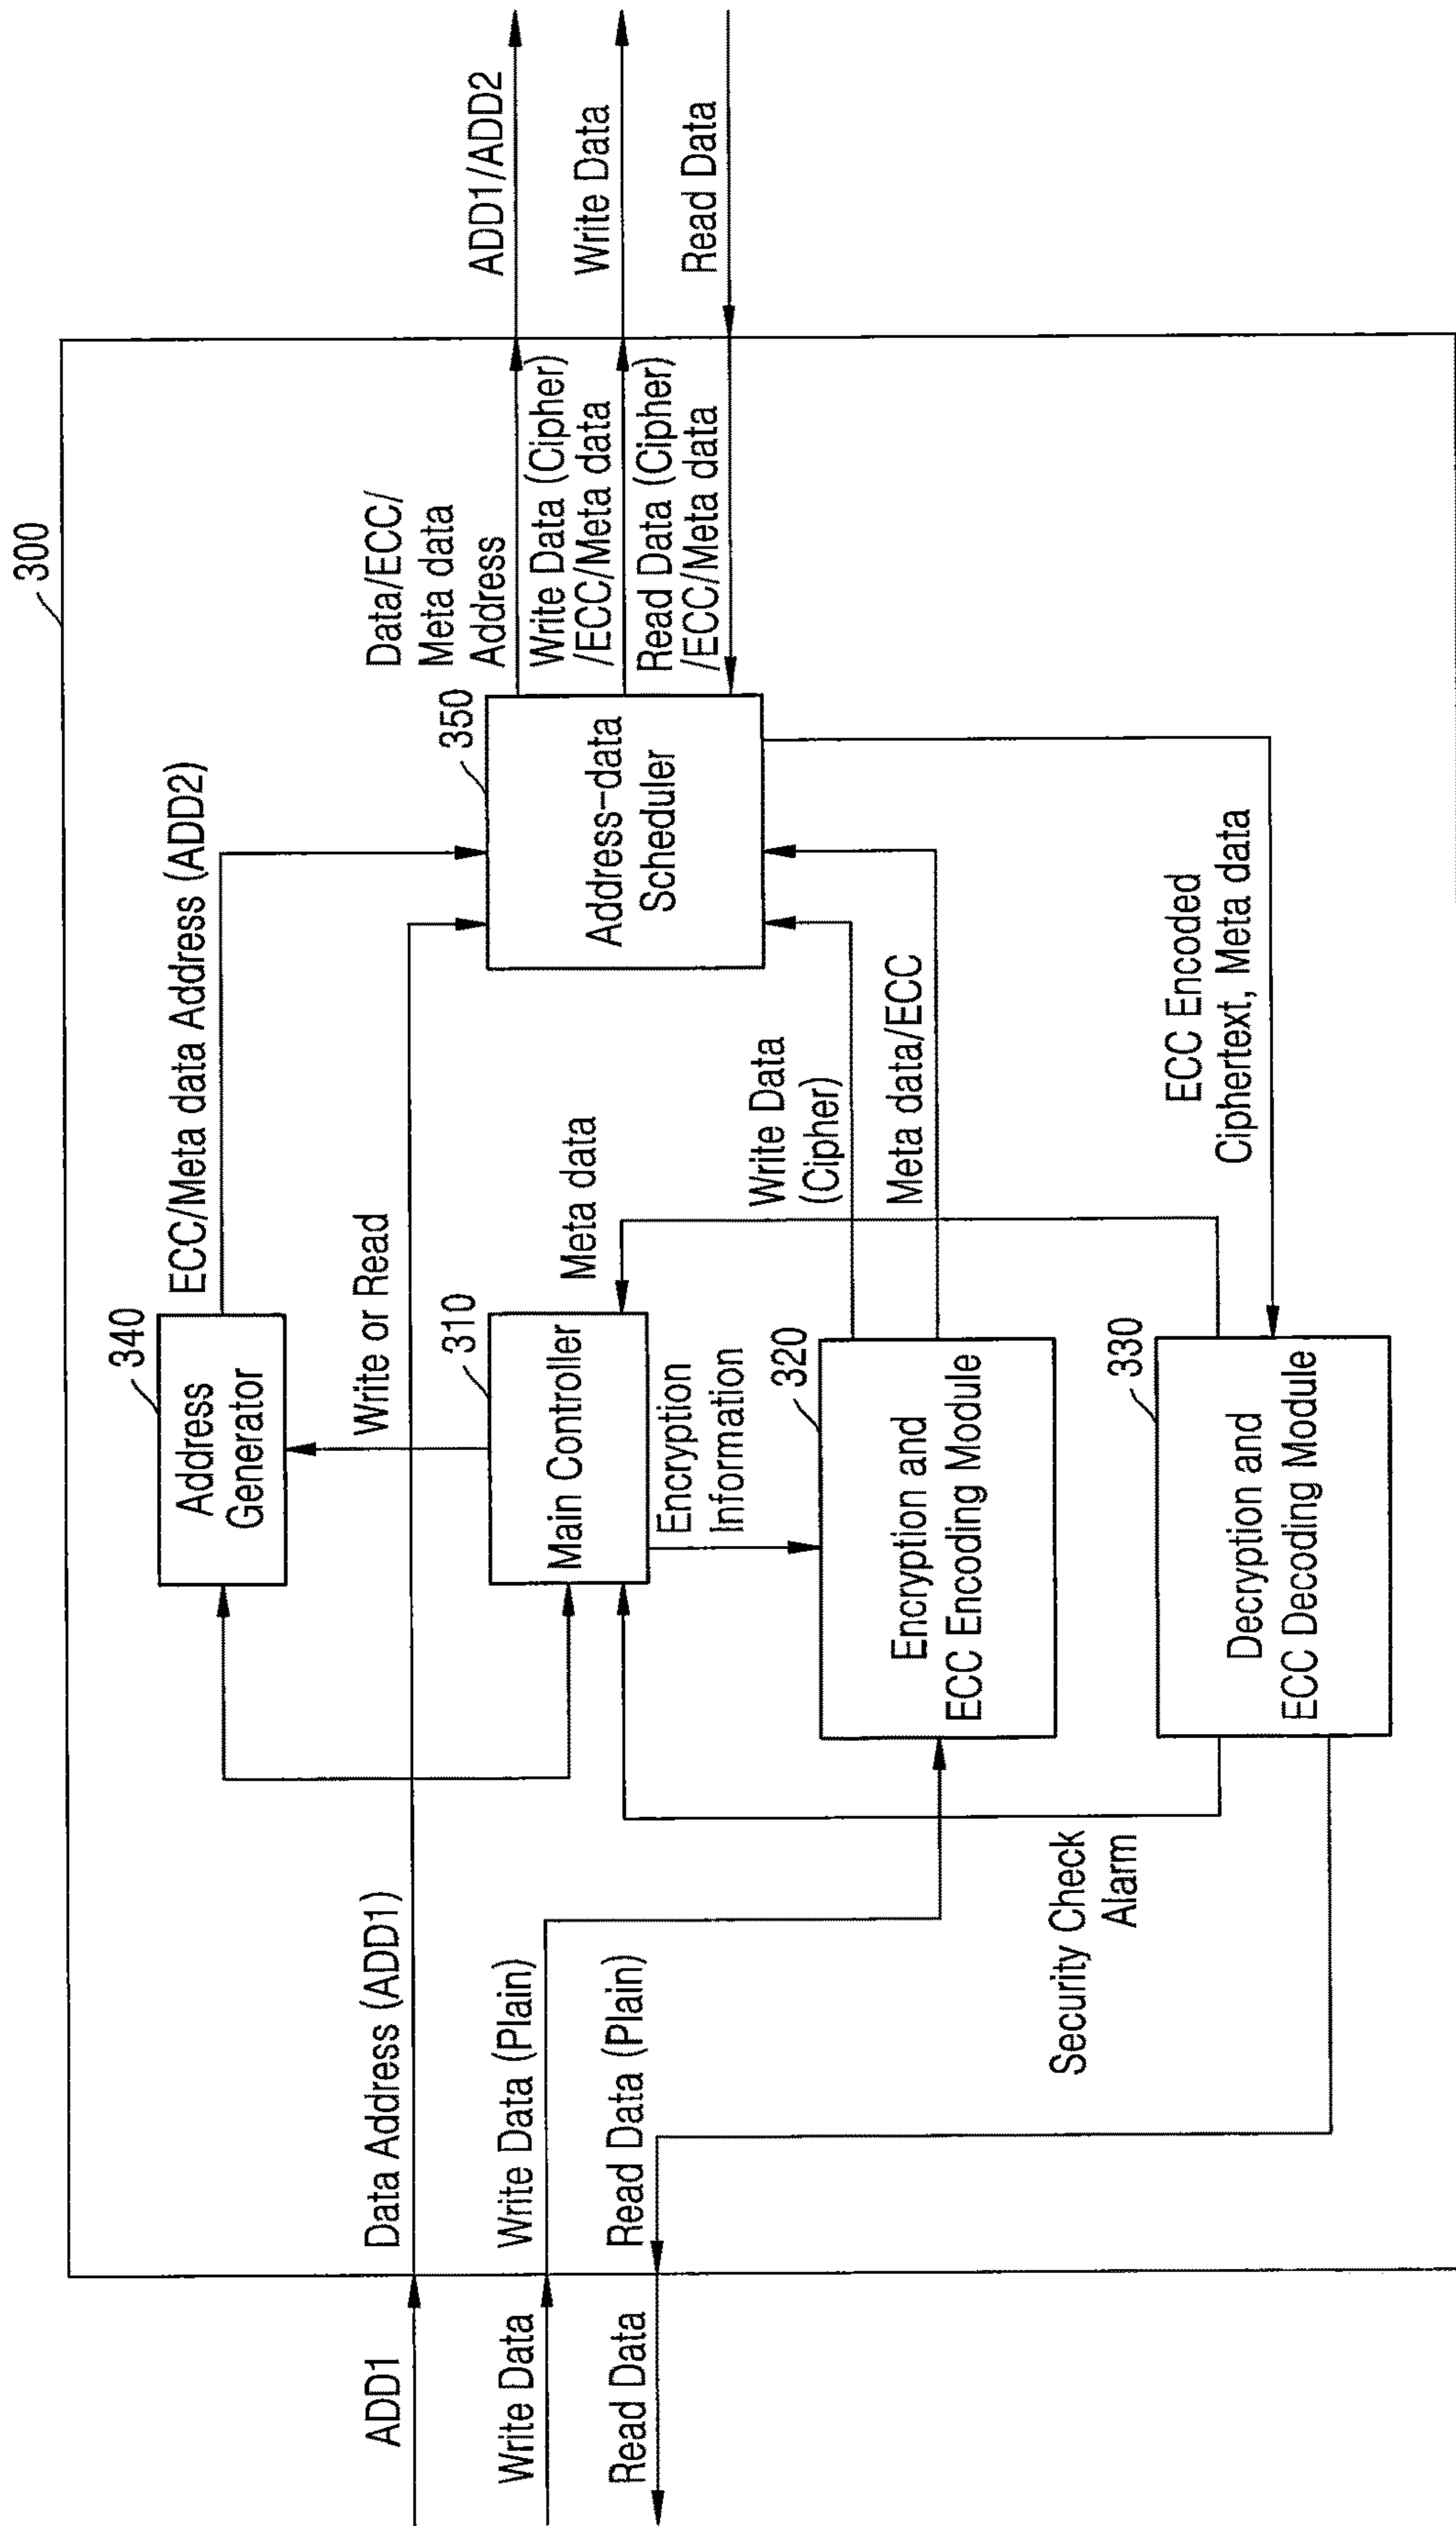 300
ADD1
Data Address (ADD1)
Write Data
Write Data (Plain)
Read Data
Read Data (Plain)
340
Address
Generator
ECC/Meta data Address (ADD2)
Write or Read
310
Main Controller
Meta data
Encryption
Information
320
Encryption and
ECC Encoding Module
Write Data
(Cipher)
Meta data/ECC
330
Decryption and
ECC Decoding Module
Security Check
Alarm
ECC Encoded
Ciphertext, Meta data
350
Address-data
Scheduler
Data/ECC/
Meta data
Address
Write Data (Cipher)
/ECC/Meta data
Read Data (Cipher)
/ECC/Meta data
ADD1/ADD2
Write Data
Read Data